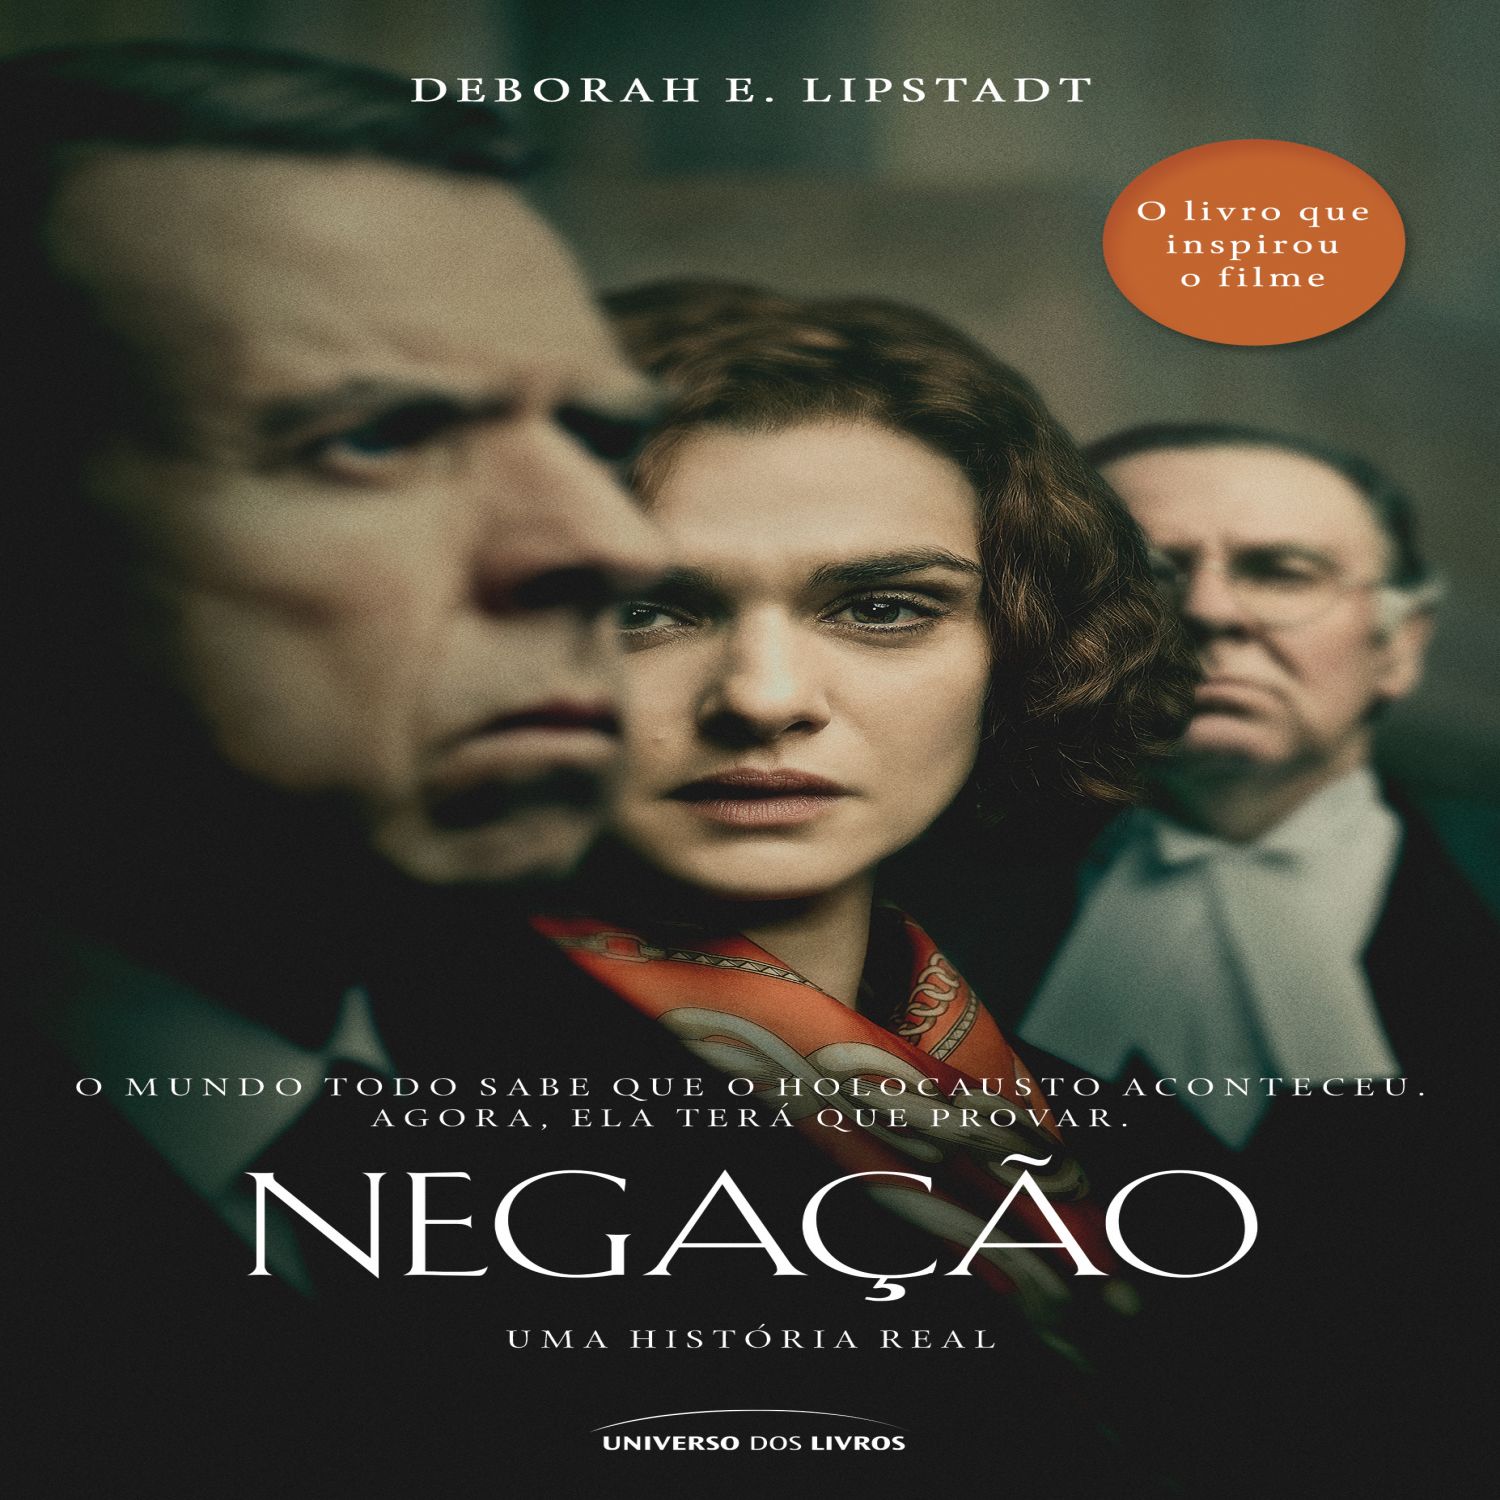 DEBORAH E. LIPSTADT
O livro que
inspirou
o filme
O MUNDO TODO SABE QUE O HOLOCAUSTO ACONTECEU.
AGORA, ELA TERÁ QUE PROVAR.
NEGAÇÃO
UMA HISTÓRIA REAL
UNIVERSO DOS LIVROS